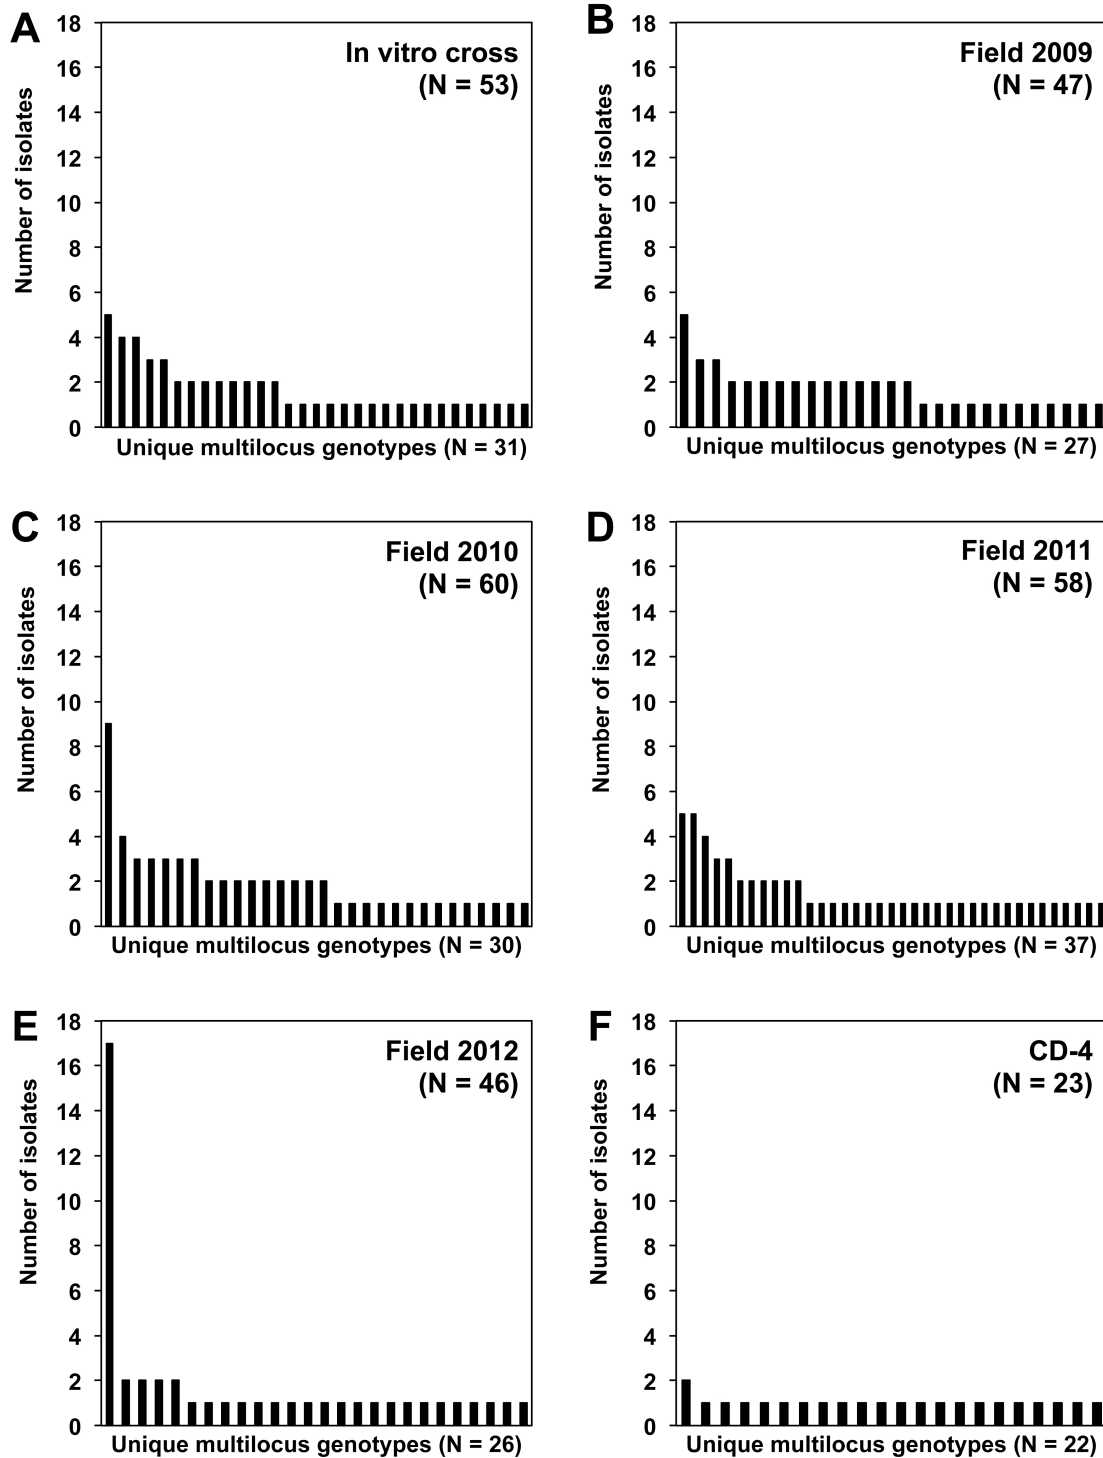 A
In vitro cross
(N = 53)
Number of isolates
18
16
14
12
10
8
6
4
2
0
Unique multilocus genotypes (N = 31)
B
Field 2009
(N = 47)
Number of isolates
18
16
14
12
10
8
6
4
2
0
Unique multilocus genotypes (N = 27)
C
Field 2010
(N = 60)
Number of isolates
18
16
14
12
10
8
6
4
2
0
Unique multilocus genotypes (N = 30)
D
Field 2011
(N = 58)
Number of isolates
18
16
14
12
10
8
6
4
2
0
Unique multilocus genotypes (N = 37)
E
Field 2012
(N = 46)
Number of isolates
18
16
14
12
10
8
6
4
2
0
Unique multilocus genotypes (N = 26)
F
CD-4
(N = 23)
Number of isolates
18
16
14
12
10
8
6
4
2
0
Unique multilocus genotypes (N = 22)